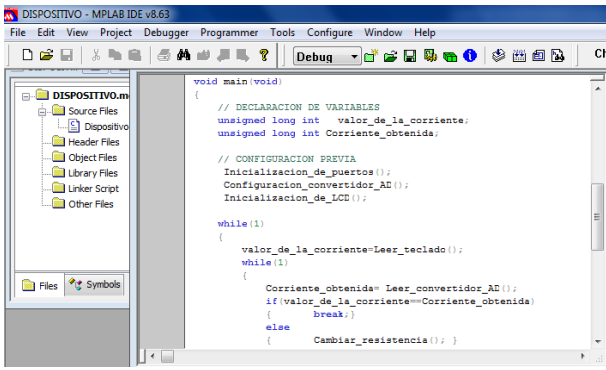 DISPOSITIVO - MPLAB IDE v8.63
File Edit View Project Debugger Programmer Tools Configure Window Help
Debug
DISPOSITIVO.m
Source Files
Dispositivo
Header Files
Object Files
Library Files
Linker Script
Other Files
Files Symbols
void main(void)
{
// DECLARACION DE VARIABLES
unsigned long int valor_de_la_corriente;
unsigned long int Corriente_obtenida;
// CONFIGURACION PREVIA
Inicializacion_de_puertos();
Configuracion_convertidor_AD();
Inicializacion_de_LCD();
while(1)
{
valor_de_la_corriente=Leer_teclado();
while(1)
{
Corriente_obtenida= Leer_convertidor_AD();
if(valor_de_la_corriente==Corriente_obtenida)
{ break;}
else
{ Cambiar_resistencia(); }